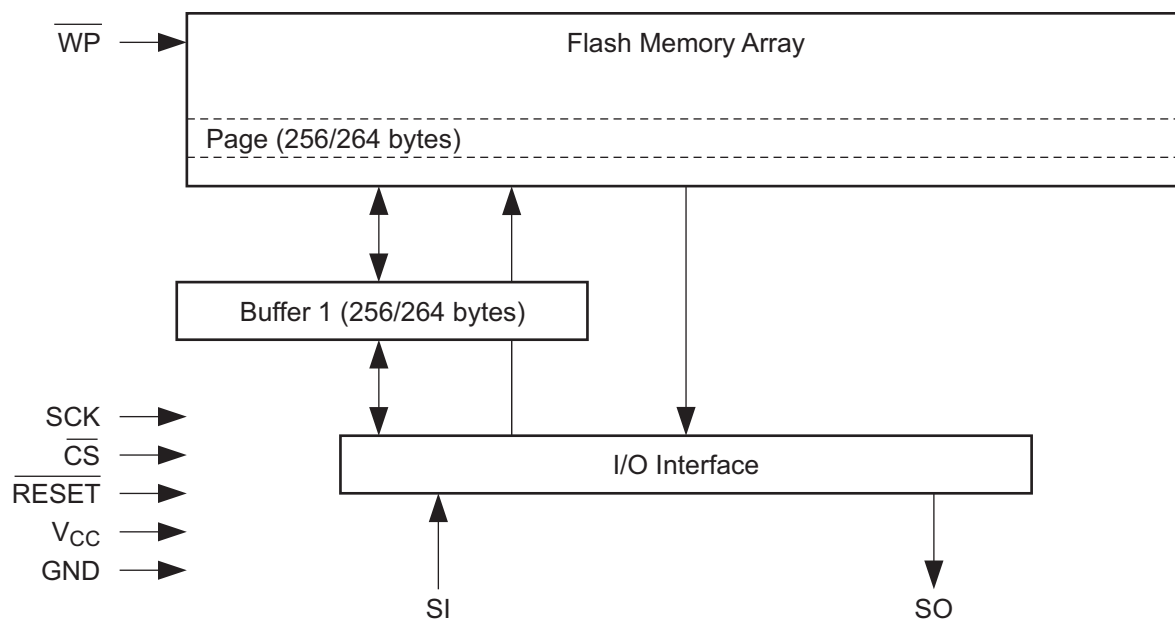 WP
Flash Memory Array
Page (256/264 bytes)
Buffer 1 (256/264 bytes)
SCK
CS
RESET
VCC
GND
I/O Interface
SI
SO